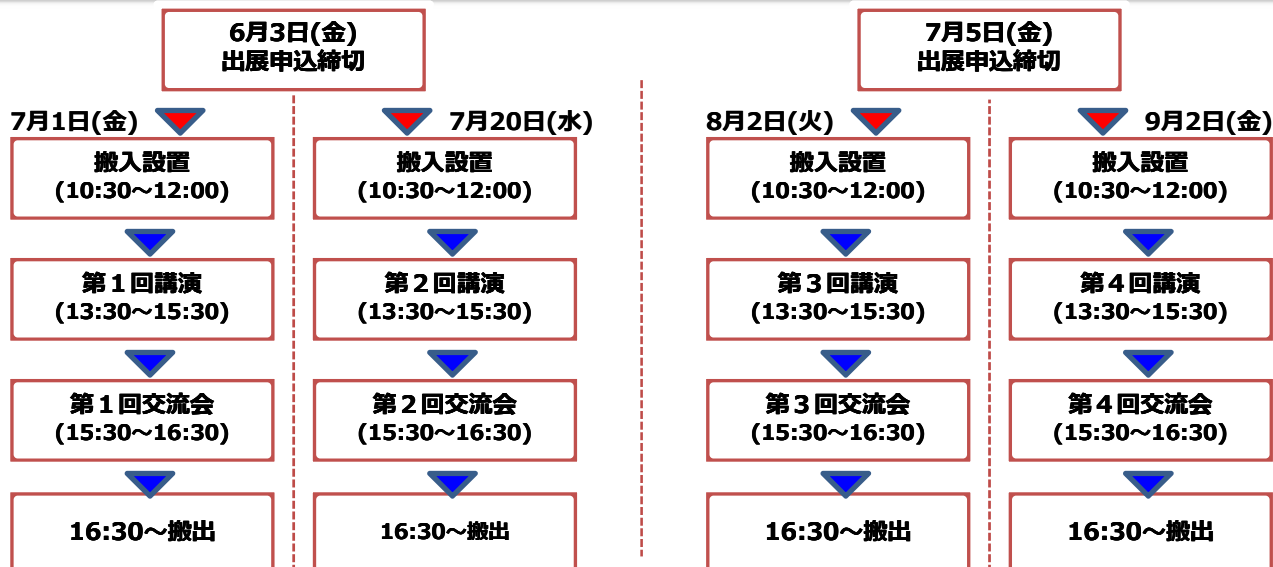 6月3日(金)
出展申込締切
7月1日(金)
搬入設置
(10:30～12:00)
第１回講演
(13:30～15:30)
第１回交流会
(15:30～16:30)
16:30～搬出
7月20日(水)
搬入設置
(10:30～12:00)
第２回講演
(13:30～15:30)
第２回交流会
(15:30～16:30)
16:30～搬出
7月5日(金)
出展申込締切
8月2日(火)
搬入設置
(10:30～12:00)
第３回講演
(13:30～15:30)
第３回交流会
(15:30～16:30)
16:30～搬出
9月2日(金)
搬入設置
(10:30～12:00)
第４回講演
(13:30～15:30)
第４回交流会
(15:30～16:30)
16:30～搬出